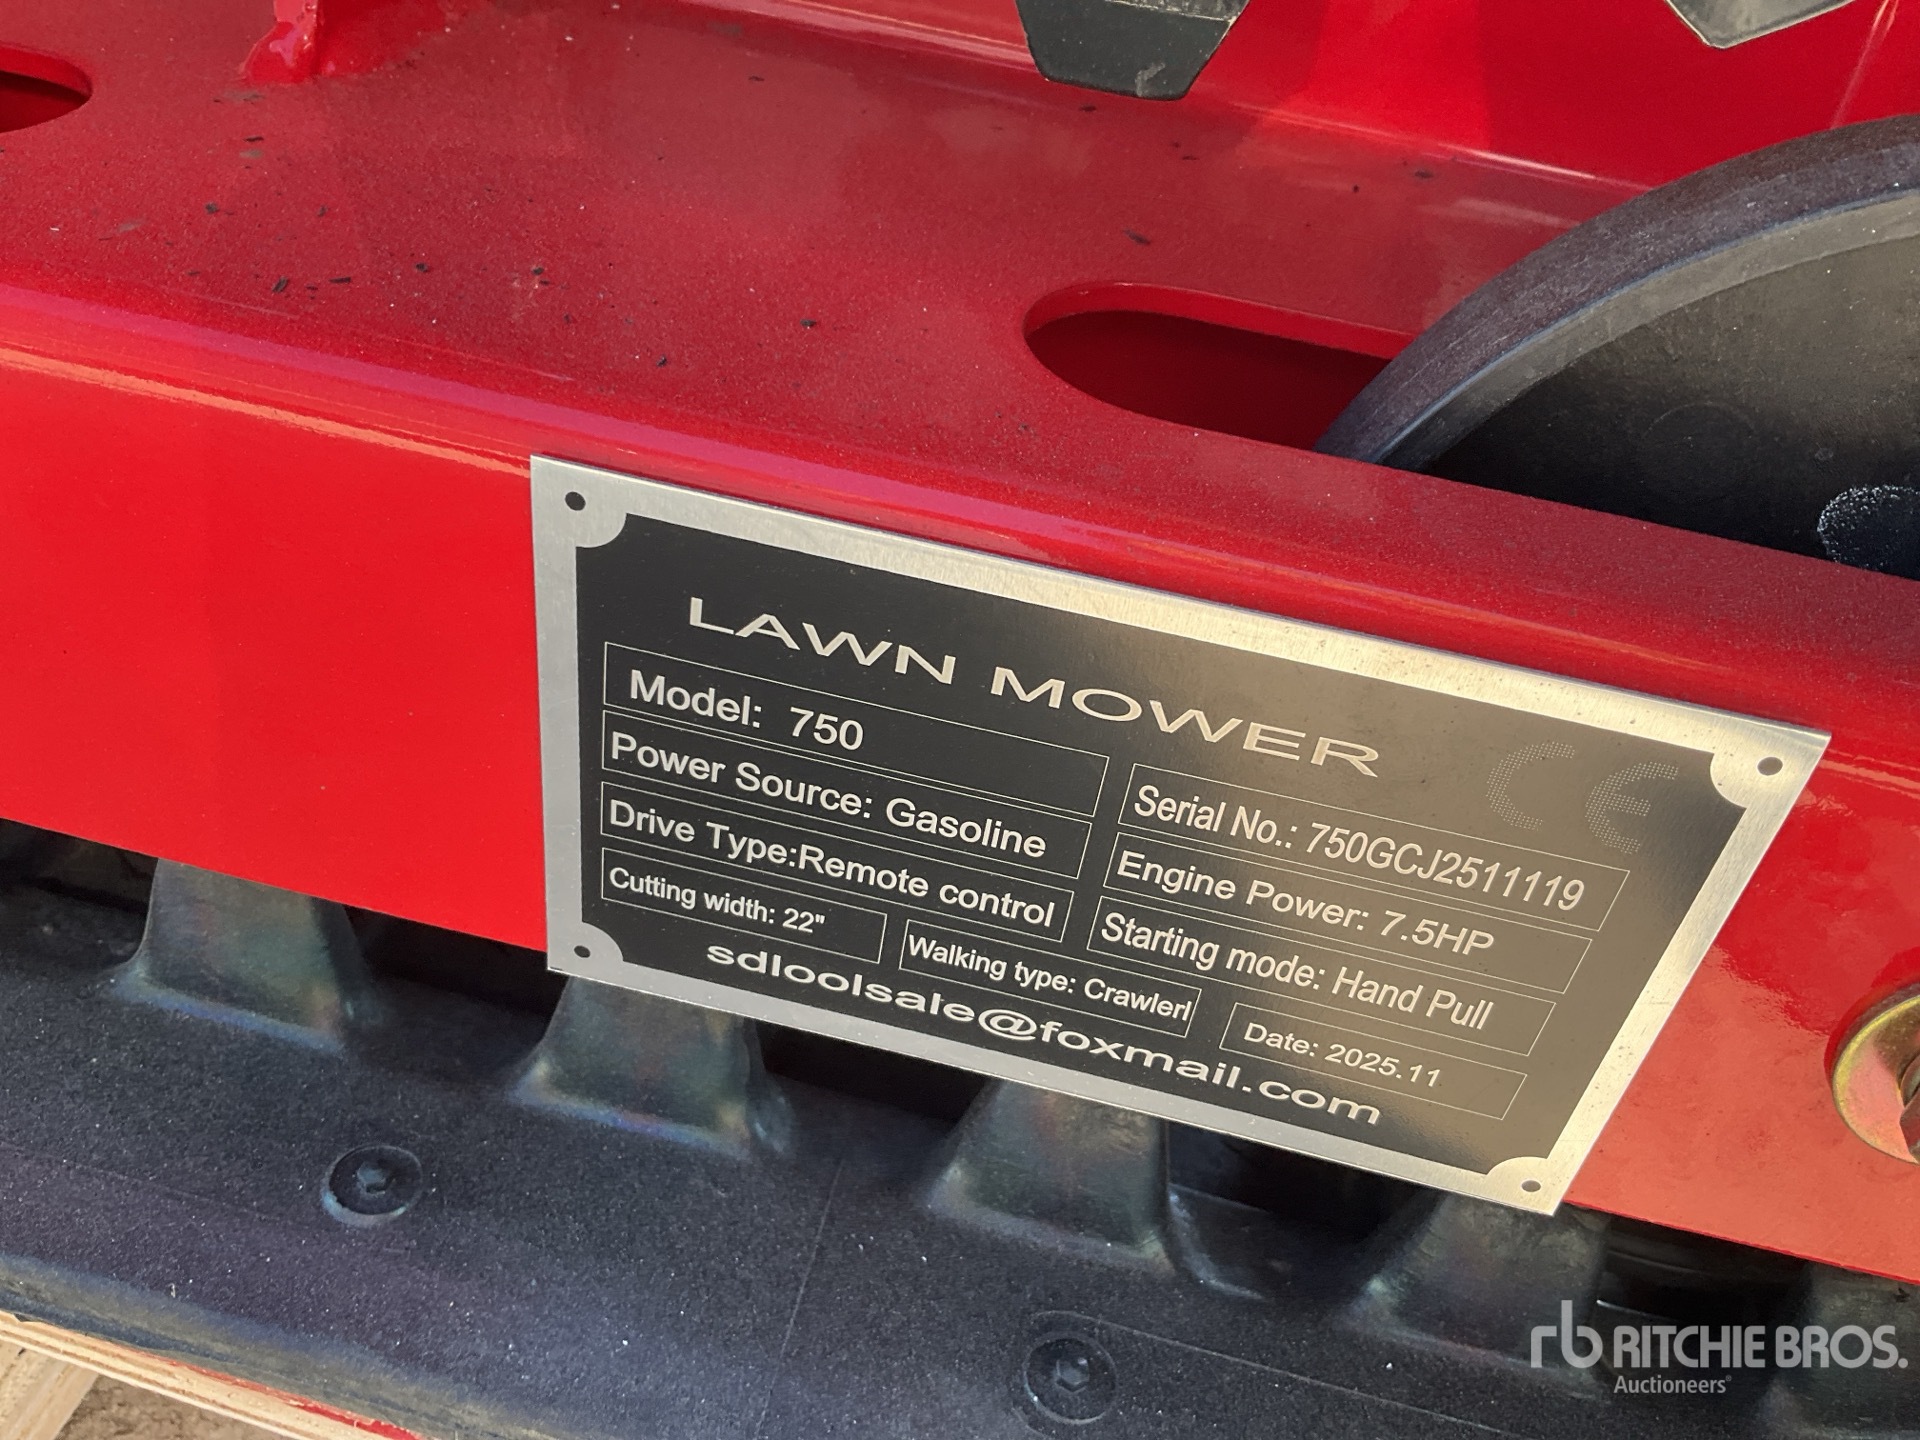 LAWN MOWER
CE
Model: 750
Serial No.: 750GCJ2511119
Power Source: Gasoline
Engine Power: 7.5HP
Drive Type:Remote control
Starting mode: Hand Pull
Cutting width: 22"
Walking type: Crawlerl
Date: 2025.11
sdloolsale@foxmail.com
rb RITCHIE BROS.
Auctioneers®